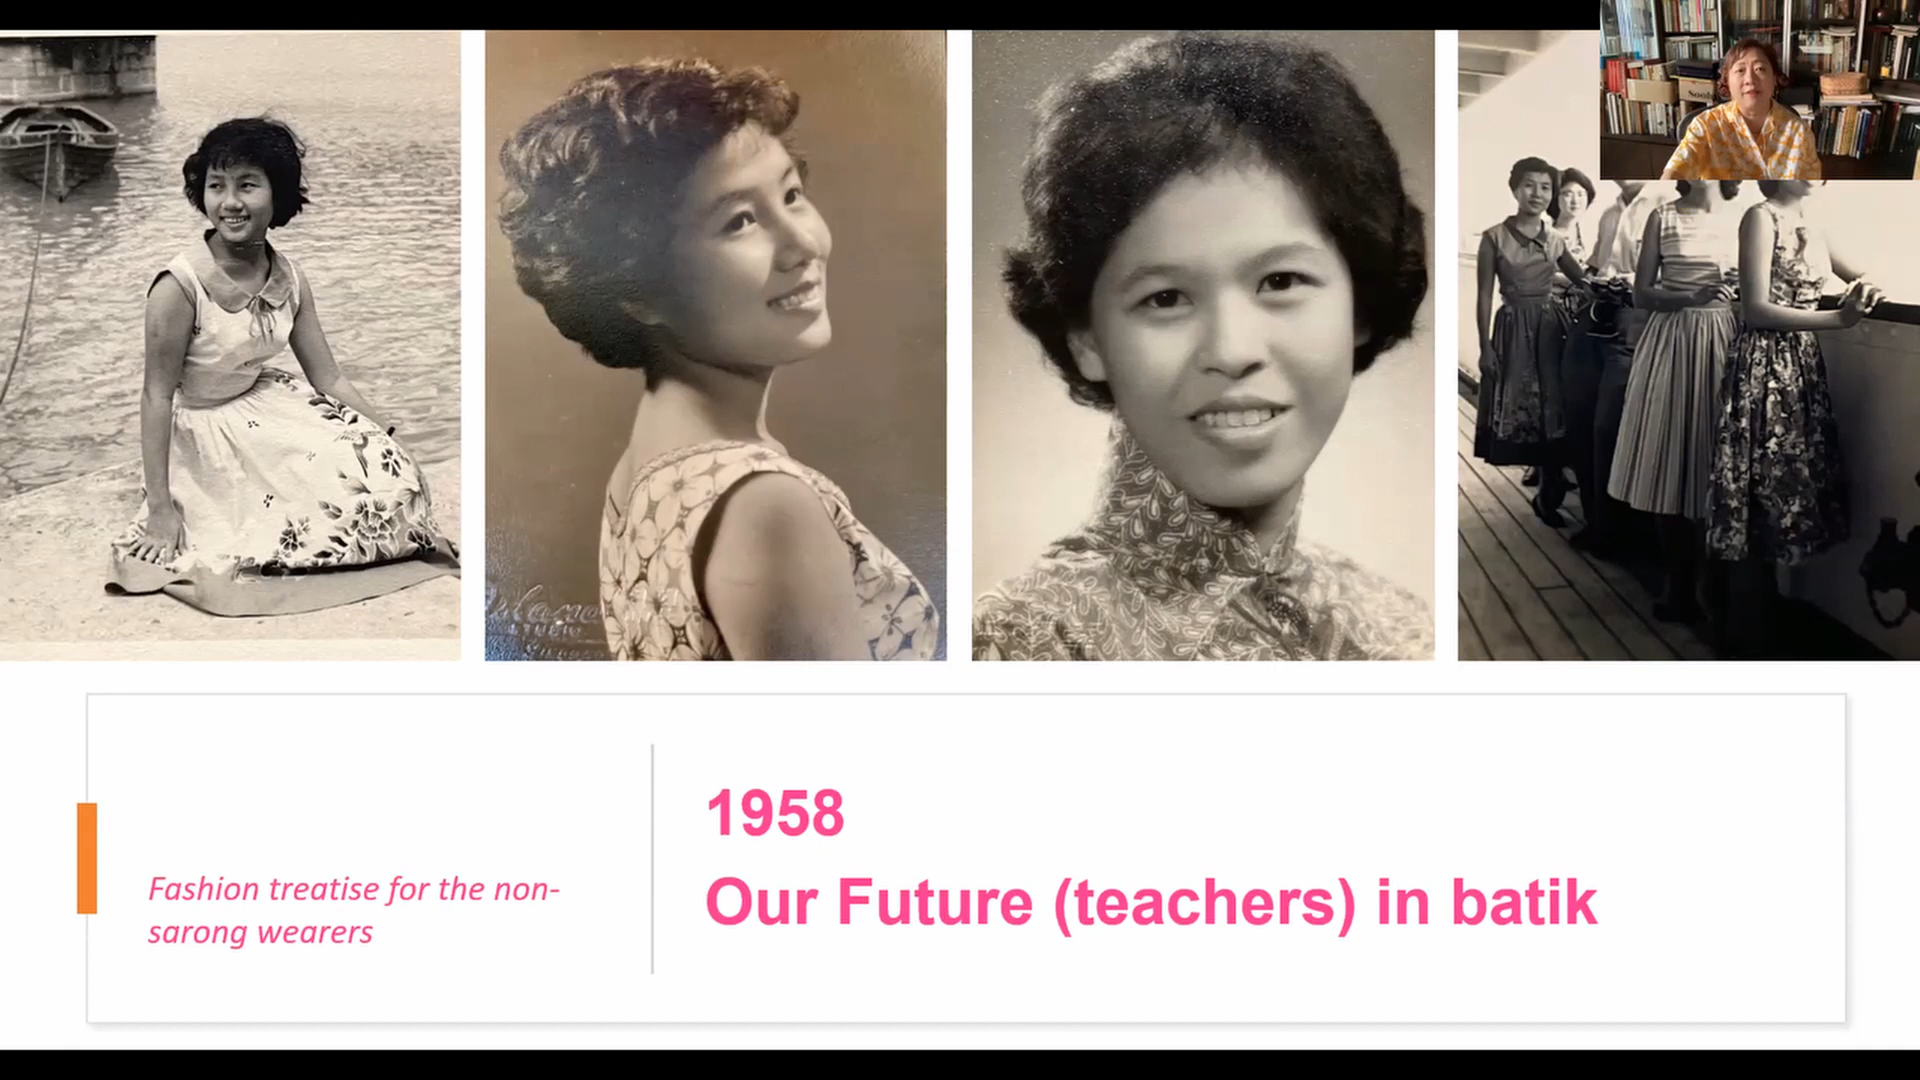 Fashion treatise for the non-
sarong wearers
1958
Our Future (teachers) in batik